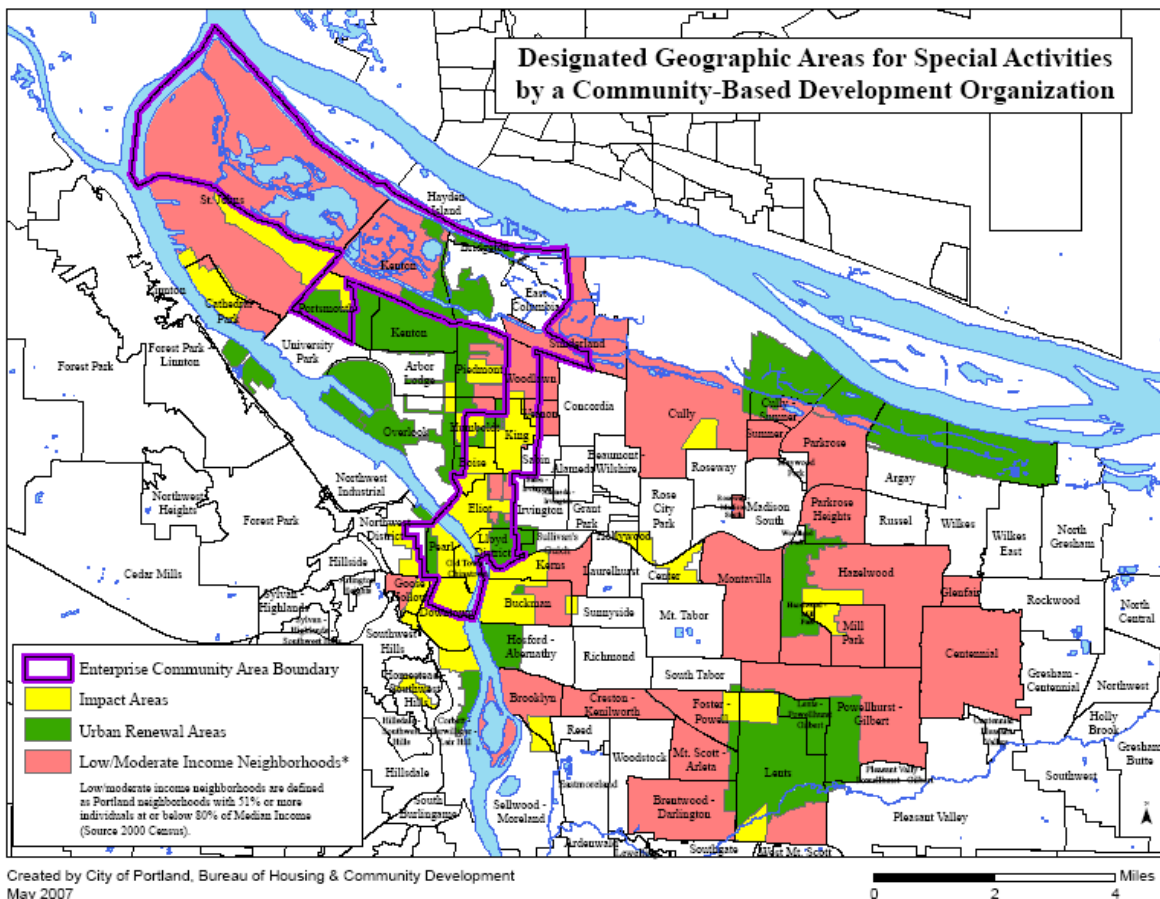 Designated Geographic Areas for Special Activities
by a Community-Based Development Organization
Hayden
Island
St. Johns
Bridgeton
Kenton
East
Columbia
Linnton
Cathedral
Park
Portsmouth
Kenton
Sunderland
University
Park
Forest Park
Forest Park
Linnton
Arbor
Lodge
Piedmont
Woodlawn
Concordia
Cully
Cully -
Sumner
Sumner
Parkrose
Vernon
Humboldt
King
Overlook
Sabin
Alameda
Beaumont -
Wilshire
Roseway
Argay
Boise
Northwest
Industrial
Northwest
Heights
Forest Park
Eliot
Irvington
Grant
Park
Rose
City
Park
Madison
South
Parkrose
Heights
Russel
Wilkes
Wilkes
East
North
Gresham
Northwest
District
Pearl
Lloyd
District
Sullivan's
Gulch
Hollywood
Old Town
Hillside
Cedar Mills
Kerns
Laurelhurst
Center
Montavilla
Hazelwood
Glenfair
Rockwood
North
Central
Sylvan
Highlands
Goose
Hollow
Downtown
Buckman
Sunnyside
Mt. Tabor
Mill
Park
Centennial
Southwest
Hills
Hosford -
Abernathy
Richmond
South Tabor
Gresham -
Centennial
Northwest
Brooklyn
Creston -
Kenilworth
Foster -
Powell
Powellhurst -
Gilbert
Holly
Brook
Reed
Woodstock
Mt. Scott -
Arleta
Lents
Gresham
Butte
Southwest
Hillsdale
Eastmoreland
Brentwood -
Darlington
Pleasant Valley
South
Burlingame
Sellwood -
Moreland
Ardenwald
Southgate
West Mt. Scott
Enterprise Community Area Boundary
Impact Areas
Urban Renewal Areas
Low/Moderate Income Neighborhoods*
Low/moderate income neighborhoods are defined
as Portland neighborhoods with 51% or more
individuals at or below 80% of Median Income
(Source 2000 Census).
Created by City of Portland, Bureau of Housing & Community Development
May 2007
Miles
0 2 4